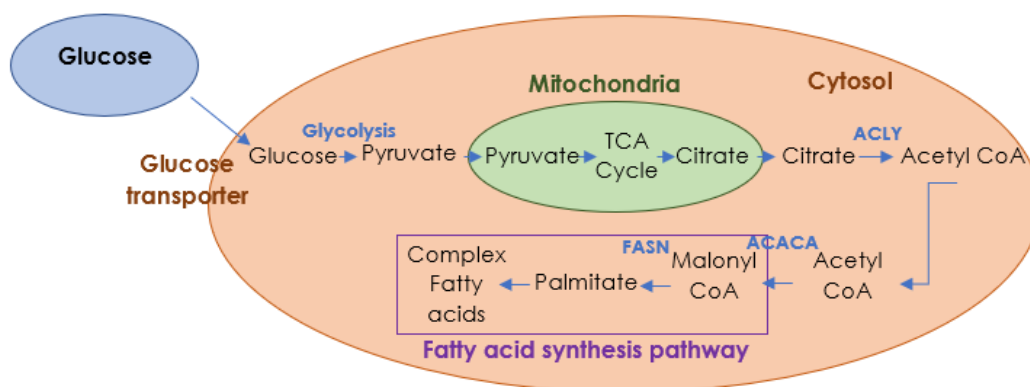 Glucose
Mitochondria
Cytosol
Glycolysis
Glucose
Pyruvate
Pyruvate
TCA
Cycle
Citrate
Citrate
ACLY
Acetyl CoA
Glucose
transporter
Complex
Fatty
acids
Palmitate
FASN
Malonyl
CoA
ACACA
Acetyl
CoA
Fatty acid synthesis pathway